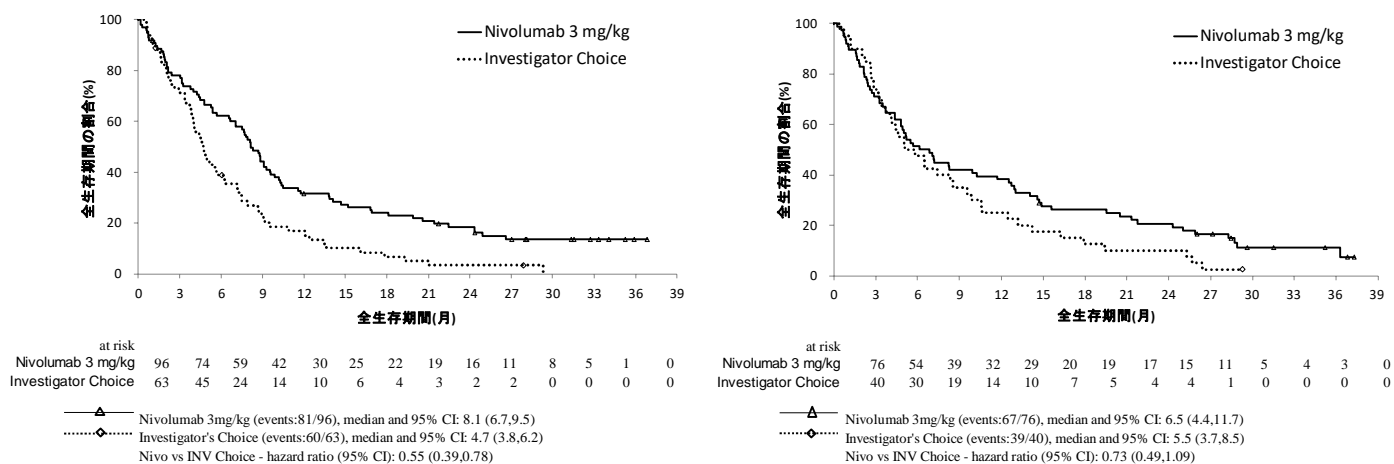 100
80
60
40
20
0
全生存期間の割合(%)
Nivolumab 3 mg/kg
Investigator Choice
0 3 6 9 12 15 18 21 24 27 30 33 36 39
全生存期間(月)
at risk
Nivolumab 3 mg/kg 96 74 59 42 30 25 22 19 16 11 8 5 1 0
Investigator Choice 63 45 24 14 10 6 4 3 2 2 0 0 0 0
Nivolumab 3mg/kg (events:81/96), median and 95% CI: 8.1 (6.7,9.5)
Investigator's Choice (events:60/63), median and 95% CI: 4.7 (3.8,6.2)
Nivo vs INV Choice - hazard ratio (95% CI): 0.55 (0.39,0.78)
100
80
60
40
20
0
全生存期間の割合(%)
Nivolumab 3 mg/kg
Investigator Choice
0 3 6 9 12 15 18 21 24 27 30 33 36 39
全生存期間(月)
at risk
Nivolumab 3 mg/kg 76 54 39 32 29 20 19 17 15 11 5 4 3 0
Investigator Choice 40 30 19 14 10 7 5 4 4 1 0 0 0 0
Nivolumab 3mg/kg (events:67/76), median and 95% CI: 6.5 (4.4,11.7)
Investigator's Choice (events:39/40), median and 95% CI: 5.5 (3.7,8.5)
Nivo vs INV Choice - hazard ratio (95% CI): 0.73 (0.49,1.09)